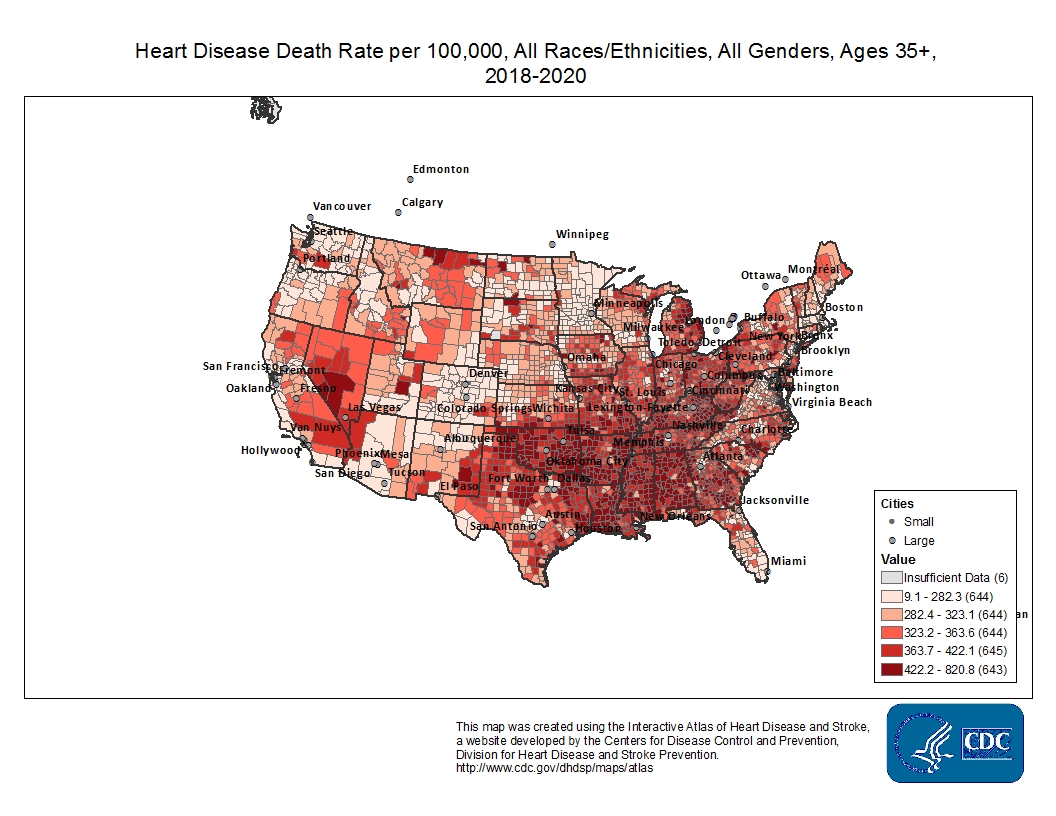 Heart Disease Death Rate per 100,000, All Races/Ethnicities, All Genders, Ages 35+,
2018-2020
Edmonton
Calgary
Vancouver
Seattle
Winnipeg
Portland
Ottawa
Montréal
Minneapolis
Boston
Milwaukee
London
Buffalo
Toledo
Detroit
New York
Bronx
Brooklyn
Omaha
Chicago
Cleveland
San Francisco
Fremont
Denver
Columbus
Baltimore
Oakland
Fresno
Kansas City
St. Louis
Cincinnati
Washington
Las Vegas
Colorado Springs
Wichita
Lexington-Fayette
Virginia Beach
Van Nuys
Tulsa
Nashville
Charlotte
Albuquerque
Memphis
Hollywood
Phoenix
Mesa
Oklahoma City
Atlanta
San Diego
Tucson
El Paso
Fort Worth
Dallas
Jacksonville
Austin
New Orleans
San Antonio
Houston
Miami
Cities
Small
Large
Value
Insufficient Data (6)
9.1 - 282.3 (644)
282.4 - 323.1 (644)
an
323.2 - 363.6 (644)
363.7 - 422.1 (645)
422.2 - 820.8 (643)
This map was created using the Interactive Atlas of Heart Disease and Stroke,
a website developed by the Centers for Disease Control and Prevention,
Division for Heart Disease and Stroke Prevention.
http://www.cdc.gov/dhdsp/maps/atlas
CDC